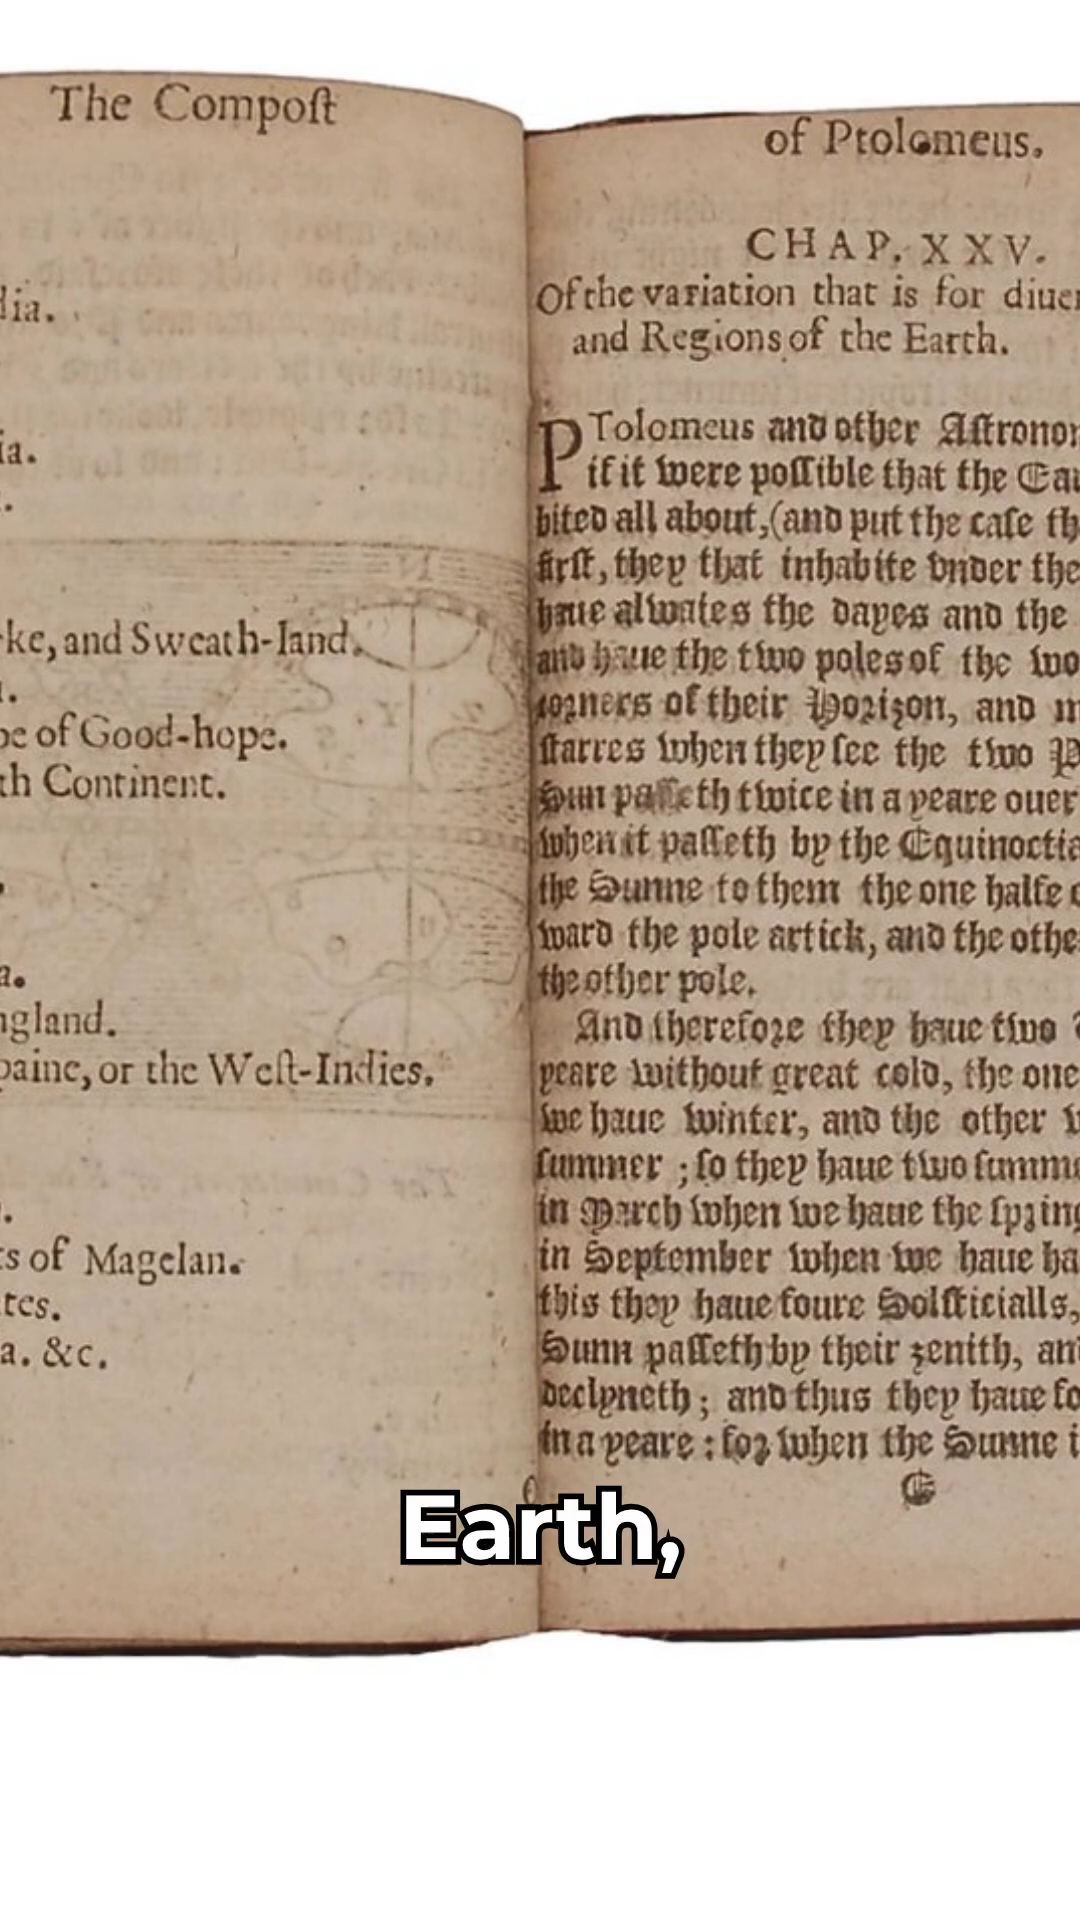 The Compoſt
dia.
ia.
ke, and Sweath-land.
pe of Good-hope.
th Continent.
a.
ngland.
paine, or the Weſt-Indies.
ts of Magelan.
tes.
a. &c.
of Ptolomeus.
CHAP. XXV.
Of the variation that is for diuer
and Regions of the Earth.
PTolomeus and other Aſtronom
if it were poſſible that the Ear
bited all about, (and put the caſe th
firſt, they that inhabite vnder the
haue alwaies the dayes and the
and haue the two poles of the wo
corners of their Horizon, and m
ſtarres when they ſee the two P
Sun paſſeth twice in a yeare ouer
when it paſſeth by the Equinoctia
the Sunne to them the one halfe o
ward the pole artick, and the othe
the other pole.
And therefore they haue two
yeare without great cold, the one
we haue winter, and the other
ſummer ; ſo they haue two ſumme
in March when we haue the ſpring
in September when we haue ha
this they haue foure Solſticialls,
Sunn paſſeth by their zenith, and
declyneth ; and thus they haue fo
in a yeare : for when the Sunne i
G
Earth,